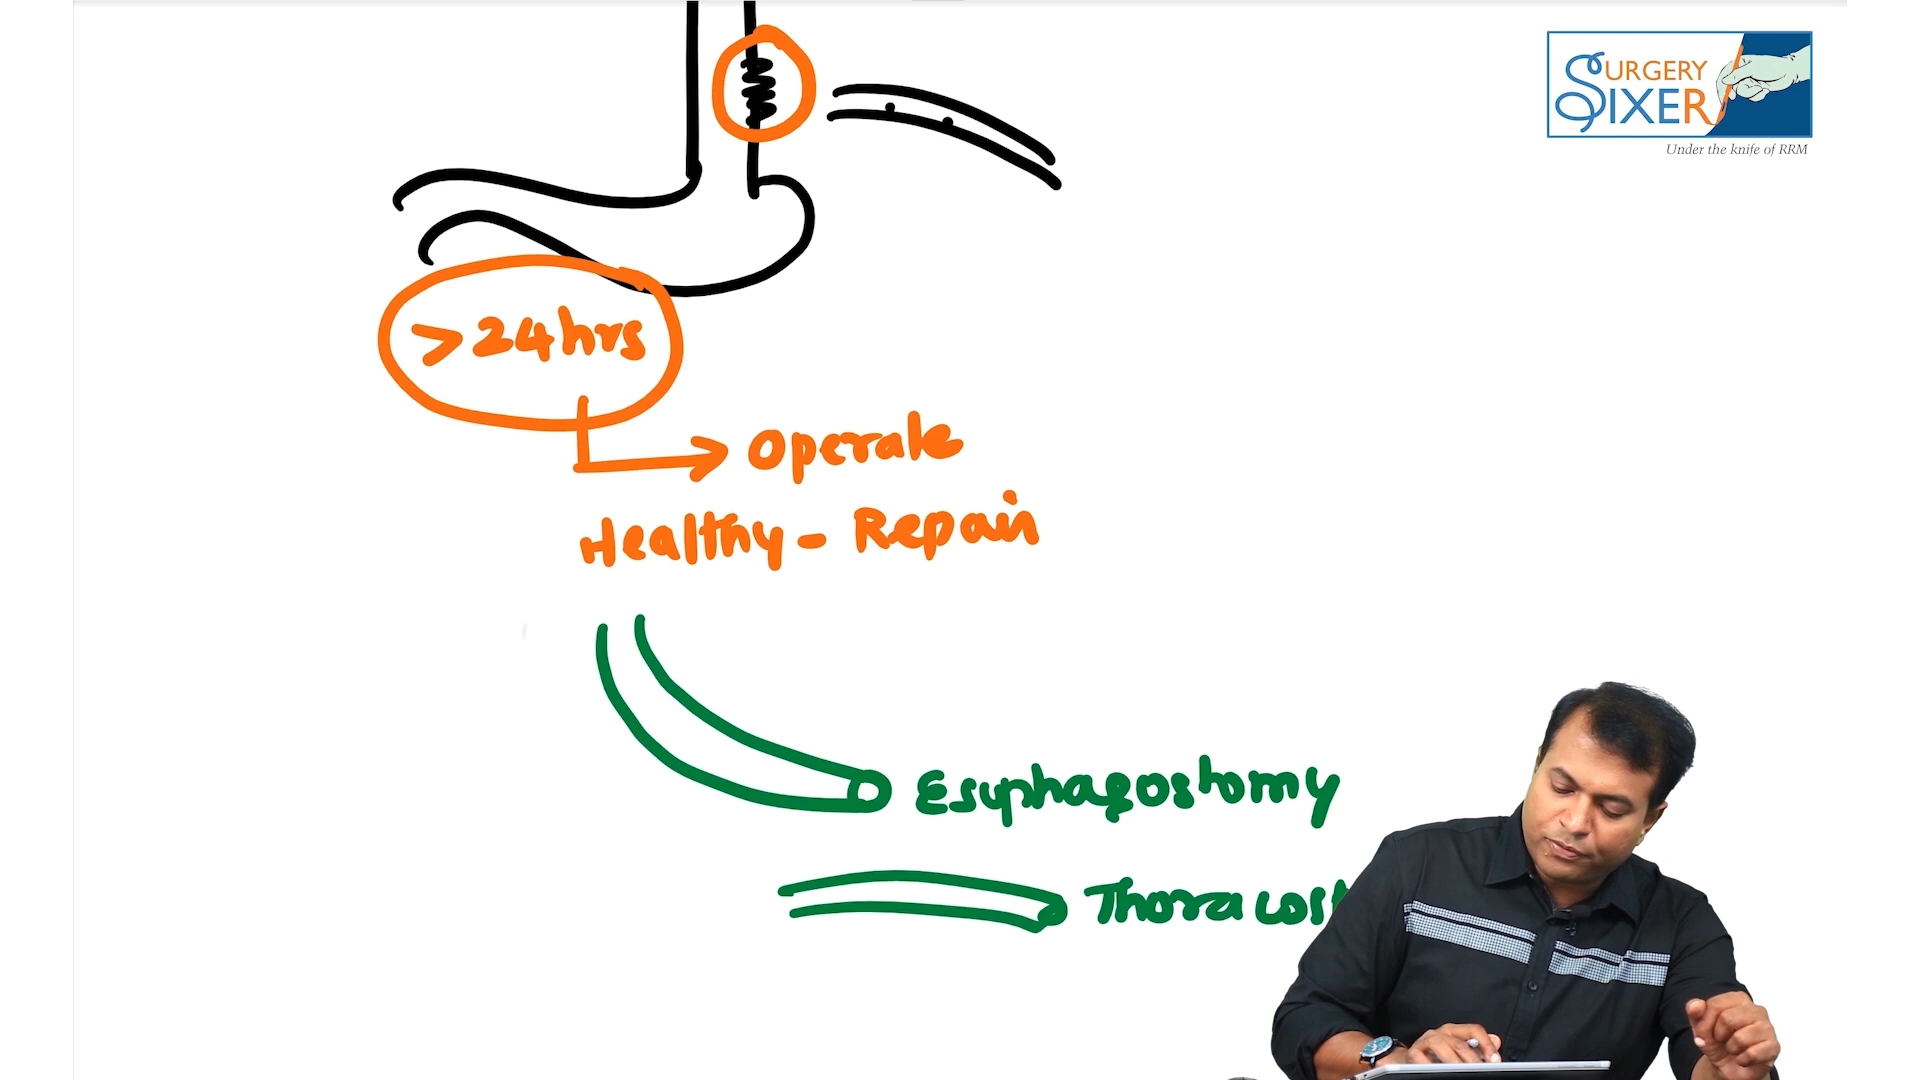 SURGERY
SIXER
Under the knife of RRM
>24hrs
Operate
Healthy - Repair
Esophagostomy